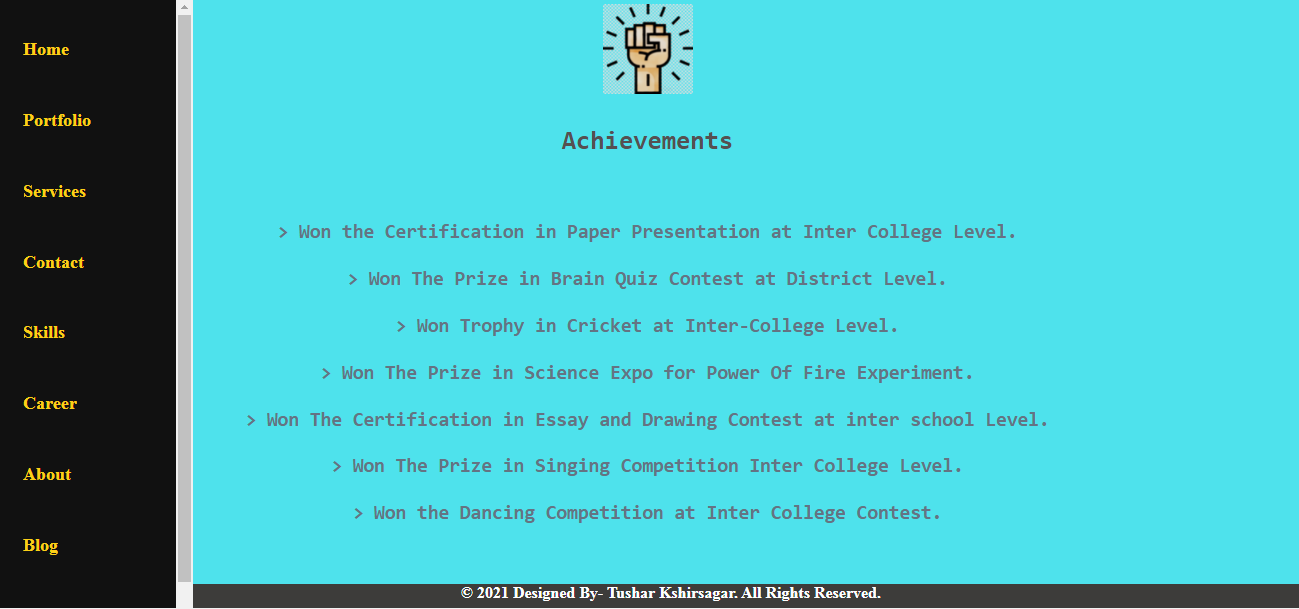 Home
Portfolio
Services
Contact
Skills
Career
About
Blog
Achievements
> Won the Certification in Paper Presentation at Inter College Level.
> Won The Prize in Brain Quiz Contest at District Level.
> Won Trophy in Cricket at Inter-College Level.
> Won The Prize in Science Expo for Power Of Fire Experiment.
> Won The Certification in Essay and Drawing Contest at inter school Level.
> Won The Prize in Singing Competition Inter College Level.
> Won the Dancing Competition at Inter College Contest.
© 2021 Designed By- Tushar Kshirsagar. All Rights Reserved.